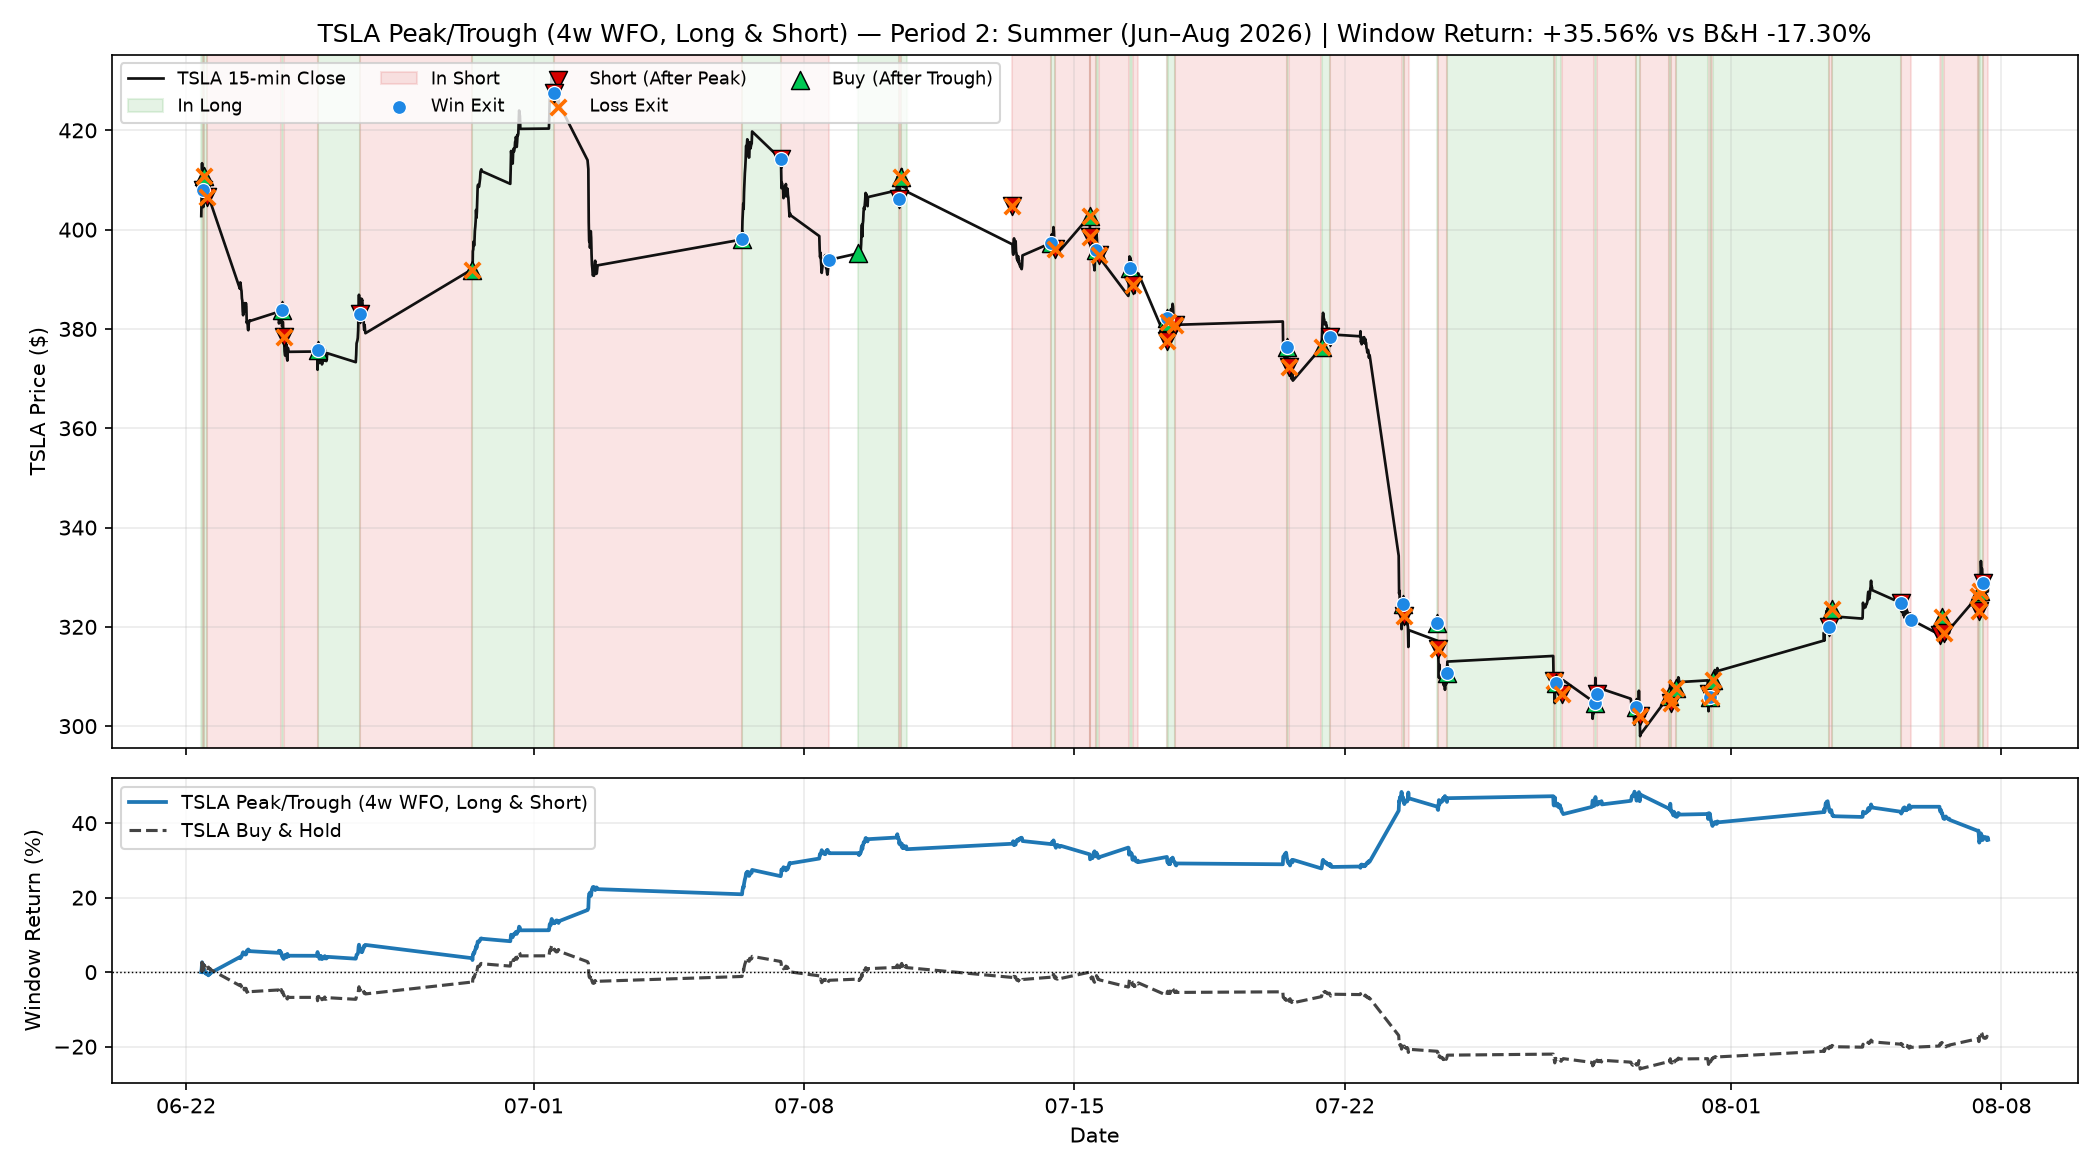 TSLA Peak/Trough (4w WFO, Long & Short) — Period 2: Summer (Jun–Aug 2026) | Window Return: +35.56% vs B&H -17.30%
TSLA 15-min Close
In Long
In Short
Win Exit
Short (After Peak)
Loss Exit
Buy (After Trough)
TSLA Price ($)
420
400
380
360
340
320
300
TSLA Peak/Trough (4w WFO, Long & Short)
TSLA Buy & Hold
Window Return (%)
40
20
0
−20
06-22
07-01
07-08
07-15
07-22
08-01
08-08
Date